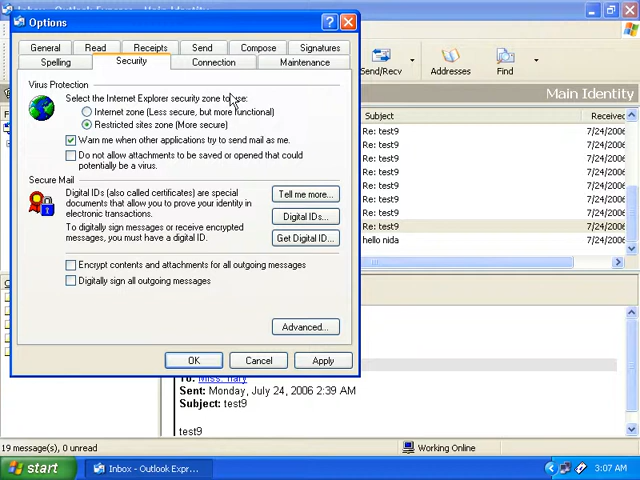 Options
General Read Receipts Send Compose Signatures
Spelling Security Connection Maintenance
Virus Protection
Select the Internet Explorer security zone to use:
Internet zone (Less secure, but more functional)
Restricted sites zone (More secure)
Warn me when other applications try to send mail as me.
Do not allow attachments to be saved or opened that could
potentially be a virus.
Secure Mail
Digital IDs (also called certificates) are special
documents that allow you to prove your identity in
electronic transactions.
Tell me more...
Digital IDs...
To digitally sign messages or receive encrypted
messages, you must have a digital ID.
Get Digital ID...
Encrypt contents and attachments for all outgoing messages
Digitally sign all outgoing messages
Advanced...
OK Cancel Apply
Send/Recv Addresses Find
Main Identity
Subject Received
Re: test9 7/24/2006
Re: test9 7/24/2006
Re: test9 7/24/2006
Re: test9 7/24/2006
Re: test9 7/24/2006
Re: test9 7/24/2006
Re: test9 7/24/2006
Re: test9 7/24/2006
hello nida 7/24/2006
Sent: Monday, July 24, 2006 2:39 AM
Subject: test9
test9
19 message(s), 0 unread Working Online
start Inbox - Outlook Expr... 3:07 AM